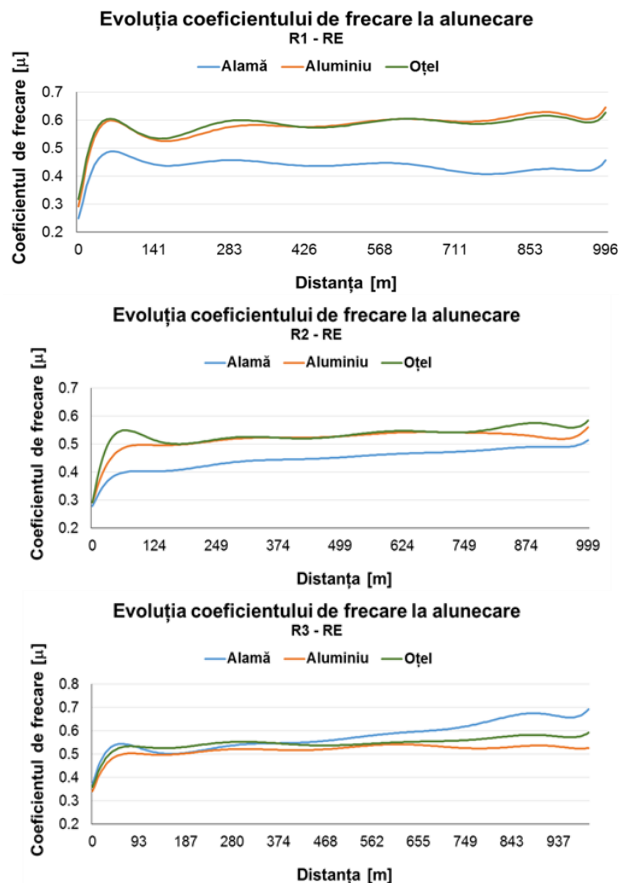 Evoluția coeficientului de frecare la alunecare
R1 - RE
Alamă Aluminiu Oțel
Coeficientul de frecare [μ]
0.7
0.6
0.5
0.4
0.3
0.2
0 141 283 426 568 711 853 996
Distanța [m]
Evoluția coeficientului de frecare la alunecare
R2 - RE
Alamă Aluminiu Oțel
Coeficientul de frecare [μ]
0.7
0.6
0.5
0.4
0.3
0.2
0 124 249 374 499 624 749 874 999
Distanța [m]
Evoluția coeficientului de frecare la alunecare
R3 - RE
Alamă Aluminiu Oțel
Coeficientul de frecare [μ]
0.8
0.7
0.6
0.5
0.4
0.3
0.2
0 93 187 280 374 468 562 655 749 843 937
Distanța [m]